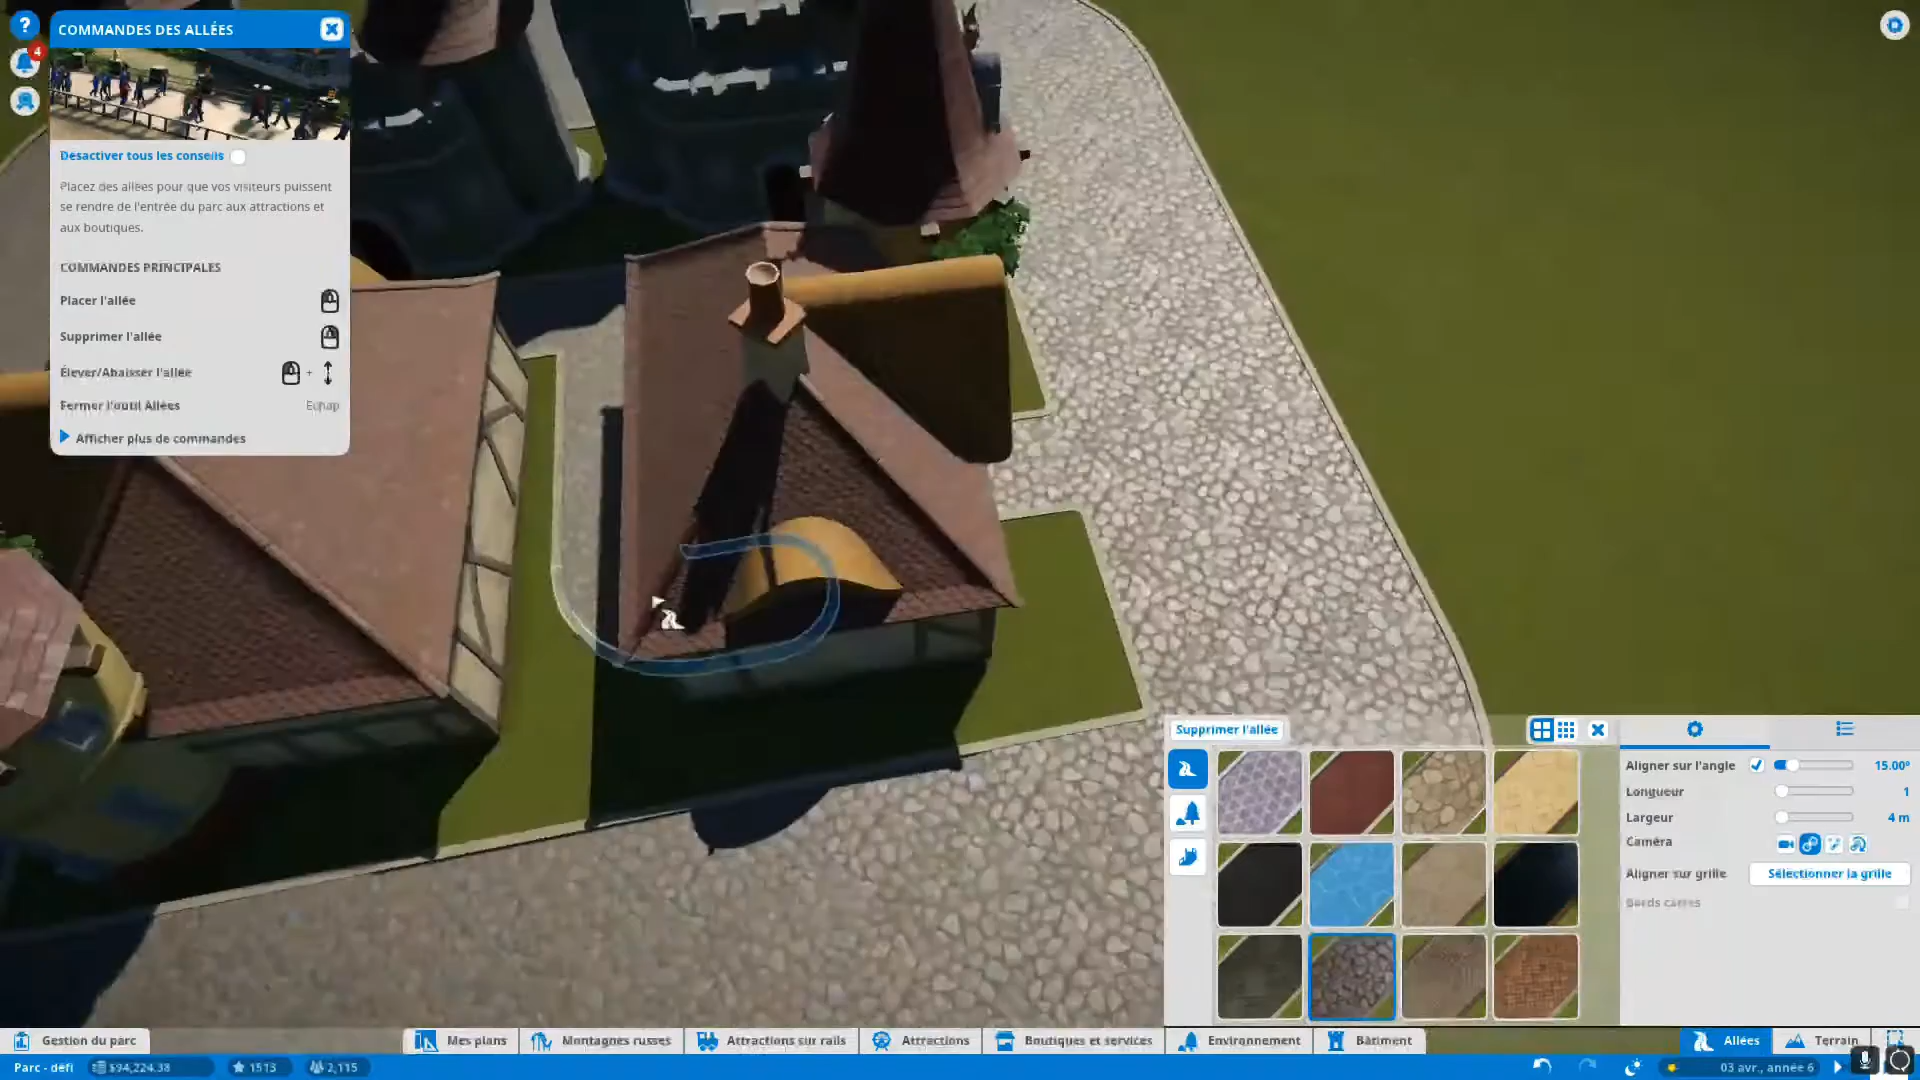 ?
COMMANDES DES ALLÉES
4
Désactiver tous les conseils
Placez des allées pour que vos visiteurs puissent
se rendre de l'entrée du parc aux attractions et
aux boutiques.
COMMANDES PRINCIPALES
Placer l'allée
Supprimer l'allée
Élever/Abaisser l'allée
+
Fermer l'outil Allées Echap
Afficher plus de commandes
Supprimer l'allée
Aligner sur l'angle 15.00°
Longueur 1
Largeur 4 m
Caméra
Aligner sur grille Sélectionner la grille
Bords carrés
Gestion du parc Mes plans Montagnes russes Attractions sur rails Attractions Boutiques et services Environnement Bâtiment Allées Terrain
Parc - défi $94,224.38 1513 2,115 03 avr., année 6